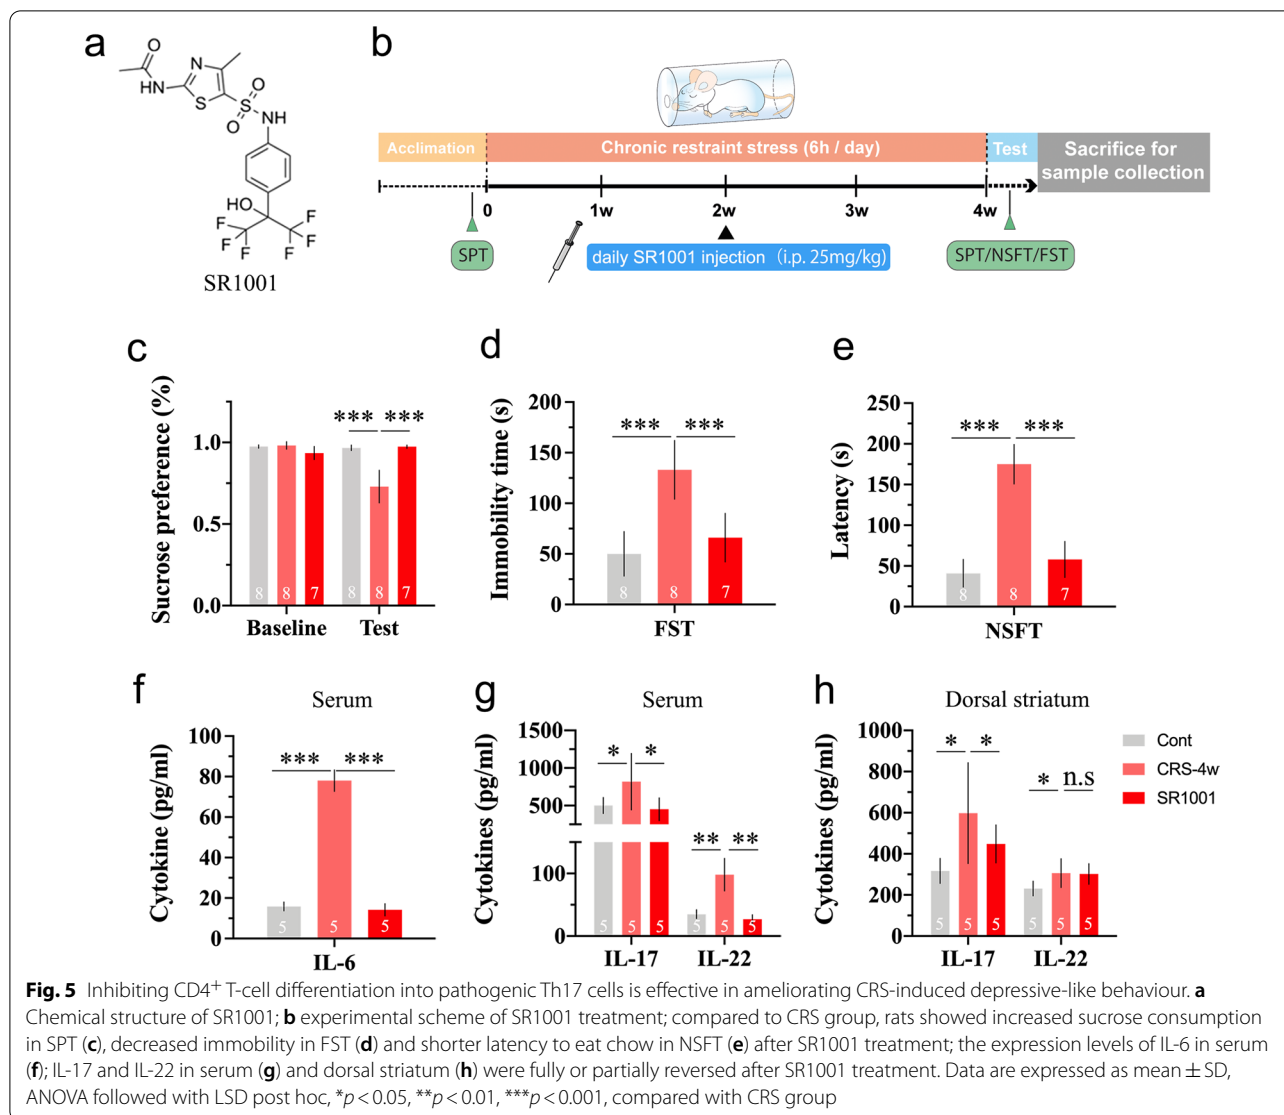 a
O
N
NH
S
O
S
O
NH
HO
F
F
F
F
F
F
SR1001
b
Acclimation
Chronic restraint stress (6h / day)
Test
Sacrifice for
sample collection
0
1w
2w
3w
4w
SPT
daily SR1001 injection （i.p. 25mg/kg）
SPT/NSFT/FST
c
Sucrose preference (%)
1.0
0.5
0.0
*** ***
8 8 7 8 8 7
Baseline Test
d
Immobility time (s)
200
150
100
50
0
*** ***
8 8 7
FST
e
Latency (s)
250
200
150
100
50
0
*** ***
8 8 7
NSFT
f
Serum
Cytokine (pg/ml)
100
80
60
40
20
0
*** ***
5 5 5
IL-6
g
Serum
Cytokines (pg/ml)
1500
1000
500
100
0
* *
** **
5 5 5 5 5 5
IL-17 IL-22
h
Dorsal striatum
Cytokines (pg/ml)
1000
800
600
400
200
0
* *
* n.s
5 5 5 5 5 5
IL-17 IL-22
Cont
CRS-4w
SR1001
Fig. 5 Inhibiting CD4+ T-cell differentiation into pathogenic Th17 cells is effective in ameliorating CRS-induced depressive-like behaviour. a
Chemical structure of SR1001; b experimental scheme of SR1001 treatment; compared to CRS group, rats showed increased sucrose consumption
in SPT (c), decreased immobility in FST (d) and shorter latency to eat chow in NSFT (e) after SR1001 treatment; the expression levels of IL-6 in serum
(f); IL-17 and IL-22 in serum (g) and dorsal striatum (h) were fully or partially reversed after SR1001 treatment. Data are expressed as mean ± SD,
ANOVA followed with LSD post hoc, *p < 0.05, **p < 0.01, ***p < 0.001, compared with CRS group